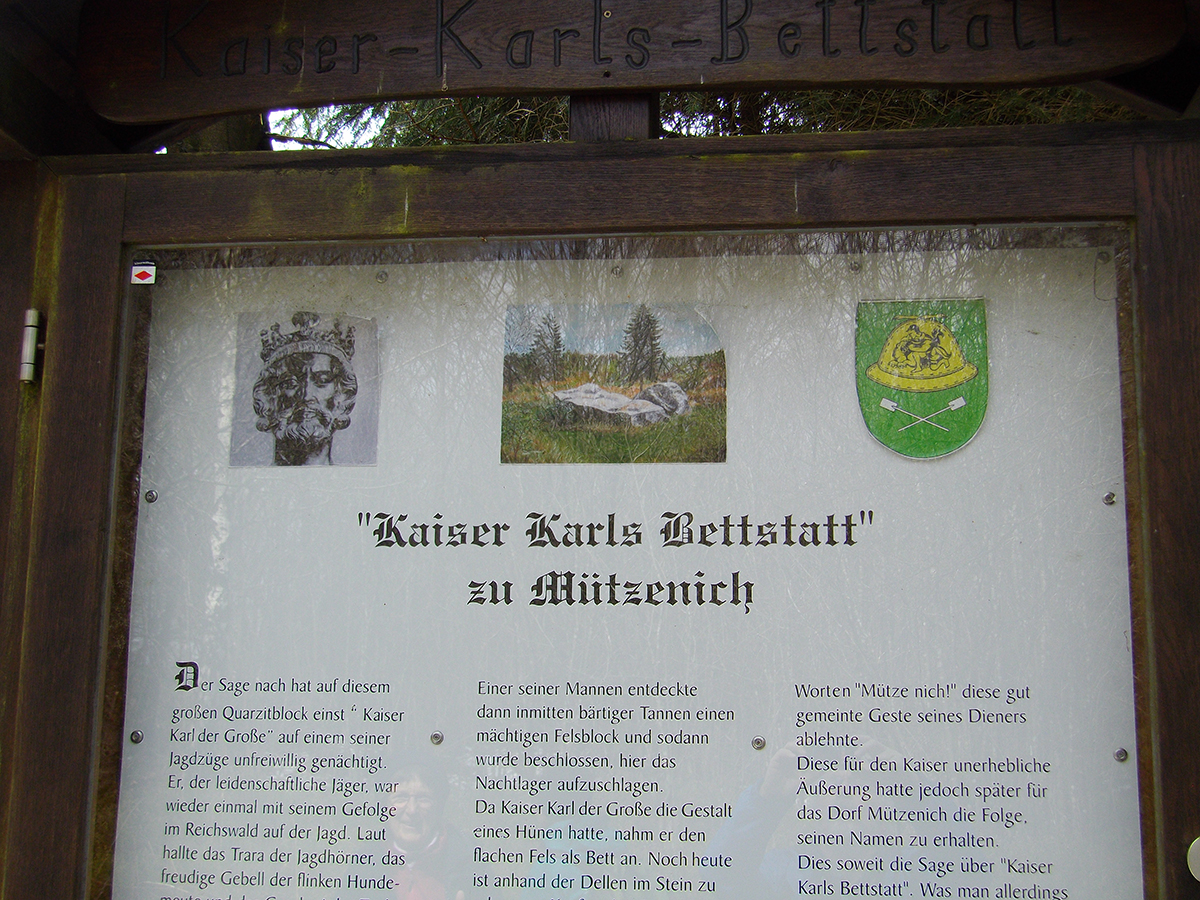 Kaiser-Karls-Bettstatt
"Kaiser Karls Bettstatt"
zu Mützenich
Der Sage nach hat auf diesem
großen Quarzitblock einst “ Kaiser
Karl der Große" auf einem seiner
Jagdzüge unfreiwillig genächtigt.
Er, der leidenschaftliche Jäger, war
wieder einmal mit seinem Gefolge
im Reichswald auf der Jagd. Laut
hallte das Trara der Jagdhörner, das
freudige Gebell der flinken Hunde-
Einer seiner Mannen entdeckte
dann inmitten bärtiger Tannen einen
mächtigen Felsblock und sodann
wurde beschlossen, hier das
Nachtlager aufzuschlagen.
Da Kaiser Karl der Große die Gestalt
eines Hünen hatte, nahm er den
flachen Fels als Bett an. Noch heute
ist anhand der Dellen im Stein zu
Worten "Mütze nich!" diese gut
gemeinte Geste seines Dieners
ablehnte.
Diese für den Kaiser unerhebliche
Äußerung hatte jedoch später für
das Dorf Mützenich die Folge,
seinen Namen zu erhalten.
Dies soweit die Sage über "Kaiser
Karls Bettstatt". Was man allerdings